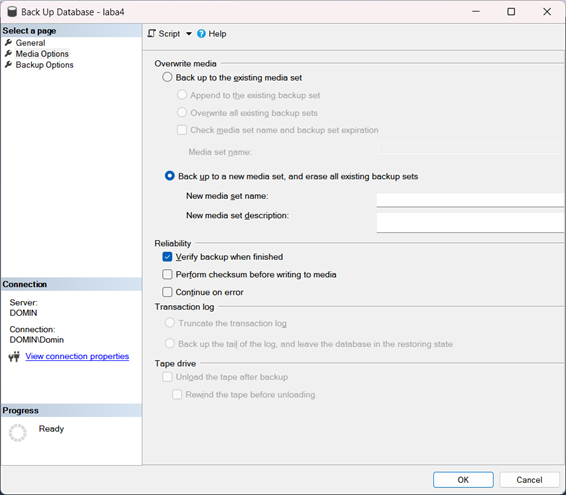 Back Up Database - laba4
Select a page
General
Media Options
Backup Options
Script
Help
Overwrite media
Back up to the existing media set
Append to the existing backup set
Overwrite all existing backup sets
Check media set name and backup set expiration
Media set name:
Back up to a new media set, and erase all existing backup sets
New media set name:
New media set description:
Reliability
Verify backup when finished
Perform checksum before writing to media
Continue on error
Transaction log
Truncate the transaction log
Back up the tail of the log, and leave the database in the restoring state
Tape drive
Unload the tape after backup
Rewind the tape before unloading
Connection
Server:
DOMIN
Connection:
DOMIN\Domin
View connection properties
Progress
Ready
OK
Cancel